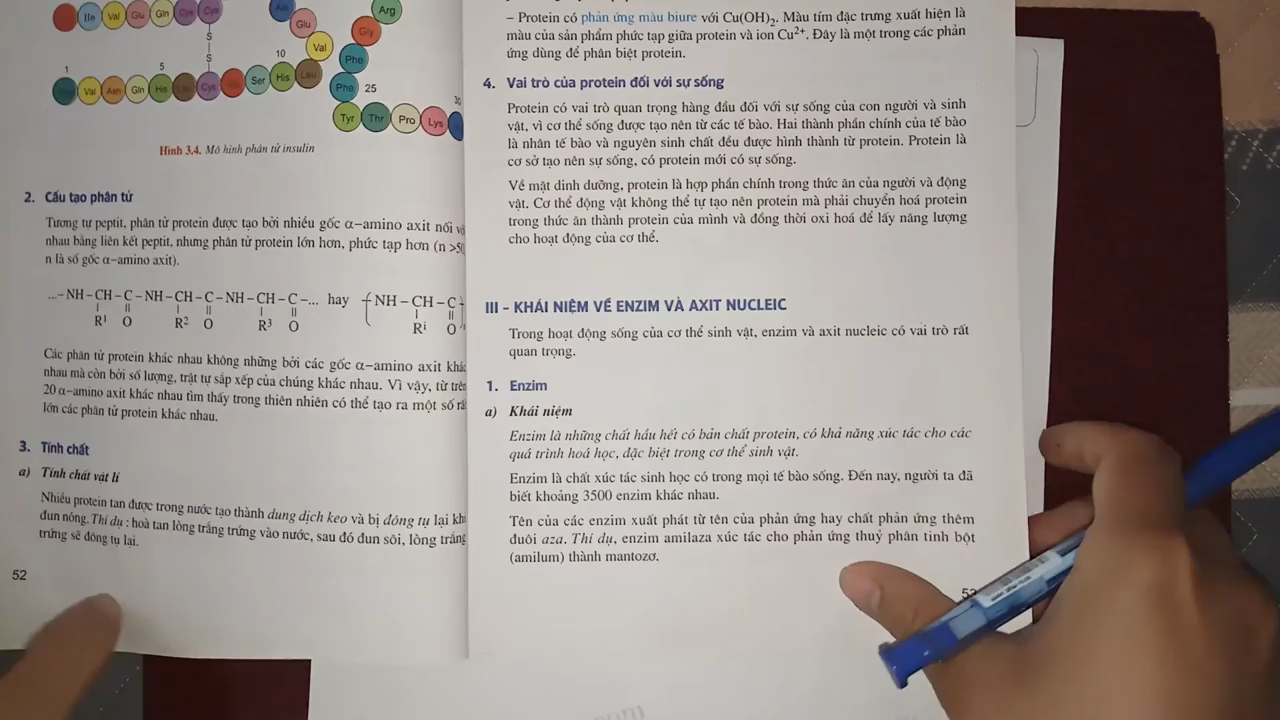 Ile Val Glu Gln Cys Cys
Glu
Arg
Gly
Val
Phe
S
S
1
5
10
Val Asn Gln His Cys Ser His Leu
Phe 25
30
Tyr Thr Pro Lys
Hình 3.4. Mô hình phân tử insulin
2. Cấu tạo phân tử
Tương tự peptit, phân tử protein được tạo bởi nhiều gốc α–amino axit nối với
nhau bằng liên kết peptit, nhưng phân tử protein lớn hơn, phức tạp hơn (n >50,
n là số gốc α–amino axit).
...– NH – CH – C – NH – CH – C – NH – CH – C –... hay NH – CH – C
R¹ O R² O R³ O Rⁱ O
Các phân tử protein khác nhau không những bởi các gốc α–amino axit khác
nhau mà còn bởi số lượng, trật tự sắp xếp của chúng khác nhau. Vì vậy, từ trên
20 α–amino axit khác nhau tìm thấy trong thiên nhiên có thể tạo ra một số rất
lớn các phân tử protein khác nhau.
3. Tính chất
a) Tính chất vật lí
Nhiều protein tan được trong nước tạo thành dung dịch keo và bị đông tụ lại khi
đun nóng. Thí dụ : hoà tan lòng trắng trứng vào nước, sau đó đun sôi, lòng trắng
trứng sẽ đông tụ lại.
52
– Protein có phản ứng màu biure với Cu(OH)₂. Màu tím đặc trưng xuất hiện là
màu của sản phẩm phức tạp giữa protein và ion Cu²⁺. Đây là một trong các phản
ứng dùng để phân biệt protein.
4. Vai trò của protein đối với sự sống
Protein có vai trò quan trọng hàng đầu đối với sự sống của con người và sinh
vật, vì cơ thể sống được tạo nên từ các tế bào. Hai thành phần chính của tế bào
là nhân tế bào và nguyên sinh chất đều được hình thành từ protein. Protein là
cơ sở tạo nên sự sống, có protein mới có sự sống.
Về mặt dinh dưỡng, protein là hợp phần chính trong thức ăn của người và động
vật. Cơ thể động vật không thể tự tạo nên protein mà phải chuyển hoá protein
trong thức ăn thành protein của mình và đồng thời oxi hoá để lấy năng lượng
cho hoạt động của cơ thể.
III – KHÁI NIỆM VỀ ENZIM VÀ AXIT NUCLEIC
Trong hoạt động sống của cơ thể sinh vật, enzim và axit nucleic có vai trò rất
quan trọng.
1. Enzim
a) Khái niệm
Enzim là những chất hầu hết có bản chất protein, có khả năng xúc tác cho các
quá trình hoá học, đặc biệt trong cơ thể sinh vật.
Enzim là chất xúc tác sinh học có trong mọi tế bào sống. Đến nay, người ta đã
biết khoảng 3500 enzim khác nhau.
Tên của các enzim xuất phát từ tên của phản ứng hay chất phản ứng thêm
đuôi aza. Thí dụ, enzim amilaza xúc tác cho phản ứng thuỷ phân tinh bột
(amilum) thành mantozơ.